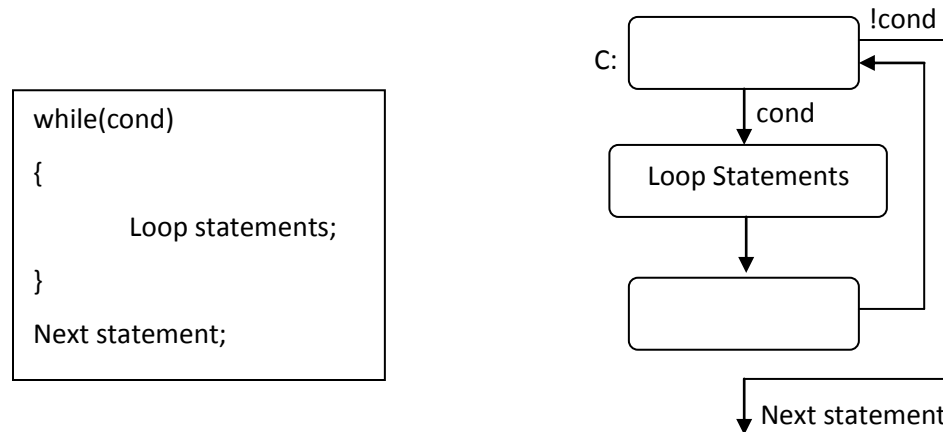 while(cond)
{
Loop statements;
}
Next statement;
!cond
C:
cond
Loop Statements
Next statement